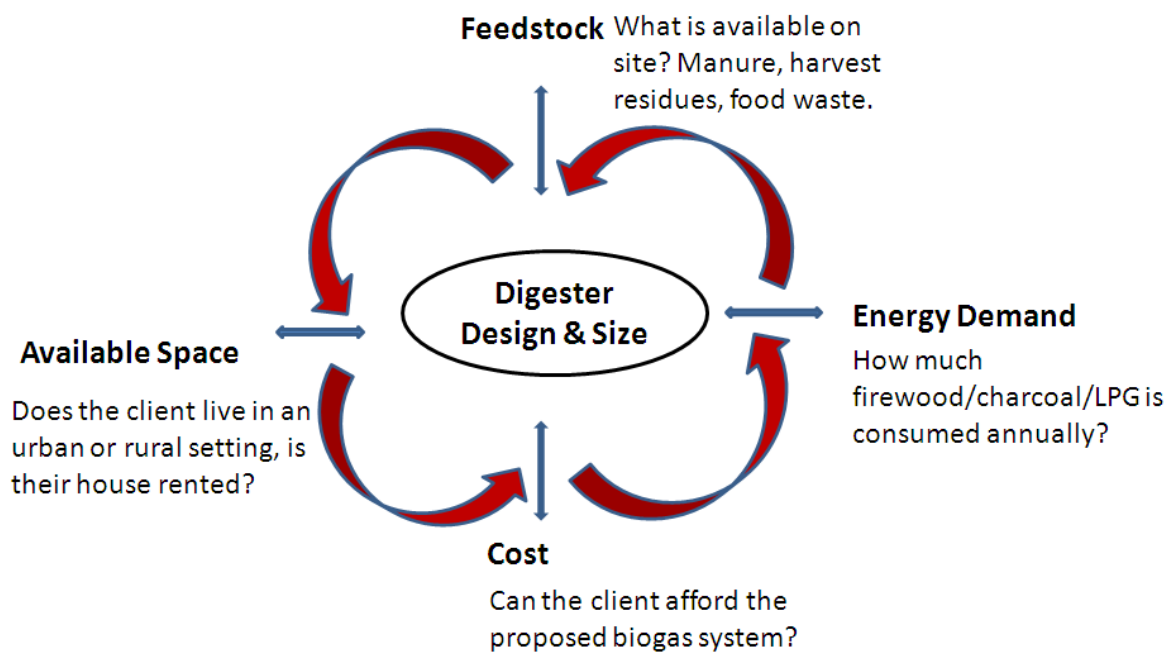 Feedstock
What is available on
site? Manure, harvest
residues, food waste.
Digester
Design & Size
Energy Demand
How much
firewood/charcoal/LPG is
consumed annually?
Available Space
Does the client live in an
urban or rural setting, is
their house rented?
Cost
Can the client afford the
proposed biogas system?